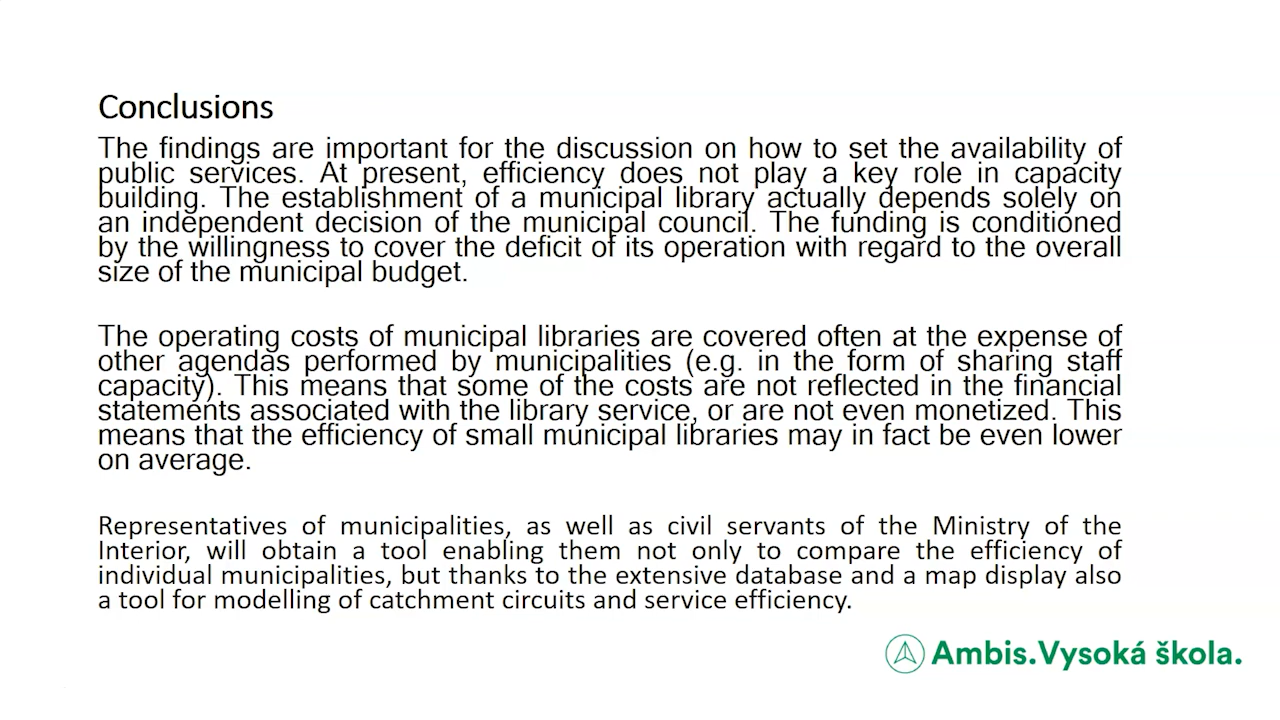 Conclusions
The findings are important for the discussion on how to set the availability of
public services. At present, efficiency does not play a key role in capacity
building. The establishment of a municipal library actually depends solely on
an independent decision of the municipal council. The funding is conditioned
by the willingness to cover the deficit of its operation with regard to the overall
size of the municipal budget.
The operating costs of municipal libraries are covered often at the expense of
other agendas performed by municipalities (e.g. in the form of sharing staff
capacity). This means that some of the costs are not reflected in the financial
statements associated with the library service, or are not even monetized. This
means that the efficiency of small municipal libraries may in fact be even lower
on average.
Representatives of municipalities, as well as civil servants of the Ministry of the
Interior, will obtain a tool enabling them not only to compare the efficiency of
individual municipalities, but thanks to the extensive database and a map display also
a tool for modelling of catchment circuits and service efficiency.
Ambis.Vysoká škola.